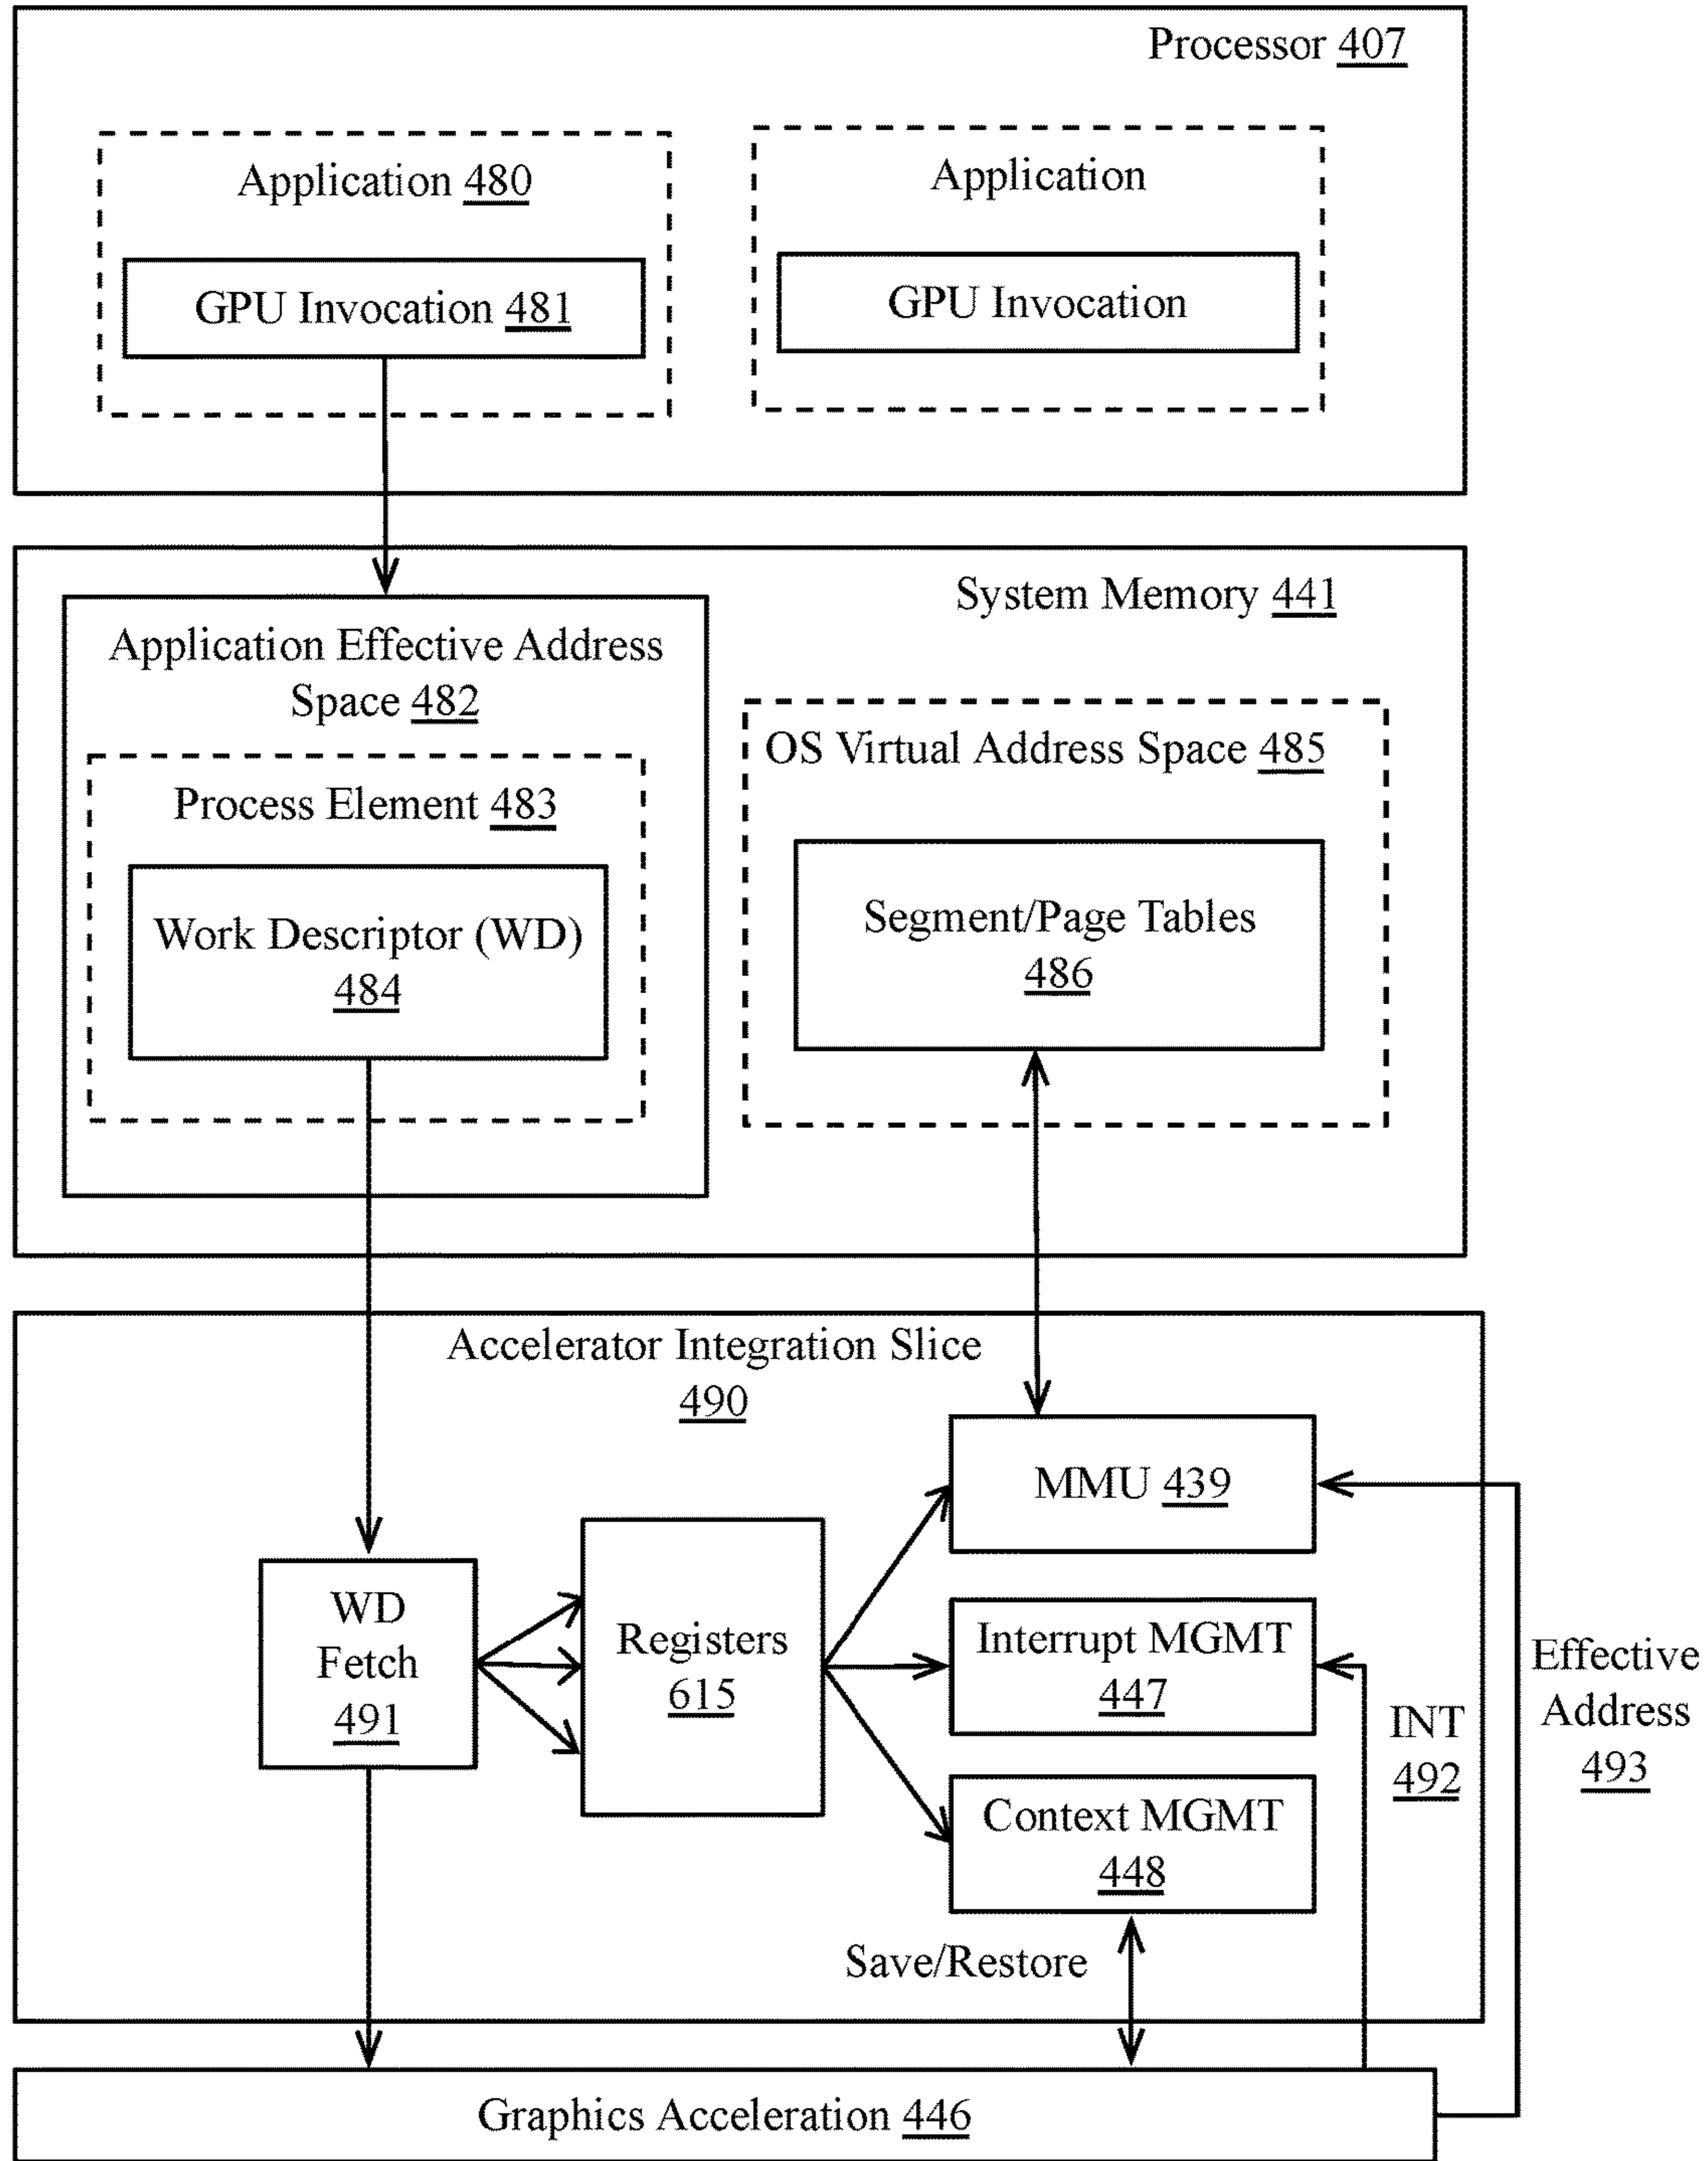 Processor 407
Application 480
Application
GPU Invocation 481
GPU Invocation
System Memory 441
Application Effective Address
Space 482
OS Virtual Address Space 485
Process Element 483
Work Descriptor (WD)
484
Segment/Page Tables
486
Accelerator Integration Slice
490
MMU 439
WD
Fetch
491
Registers
615
Interrupt MGMT
447
Effective
Address
493
INT
492
Context MGMT
448
Save/Restore
Graphics Acceleration 446